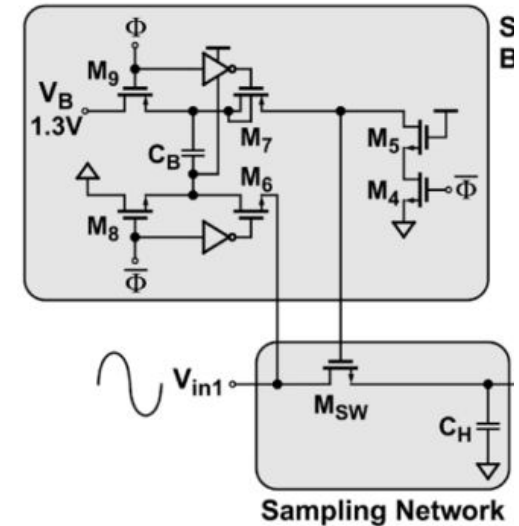 Φ
S
B
M9
VB
1.3V
M7
CB
M5
M6
M4
Φ̅
M8
Φ̅
Vin1
MSW
CH
Sampling Network